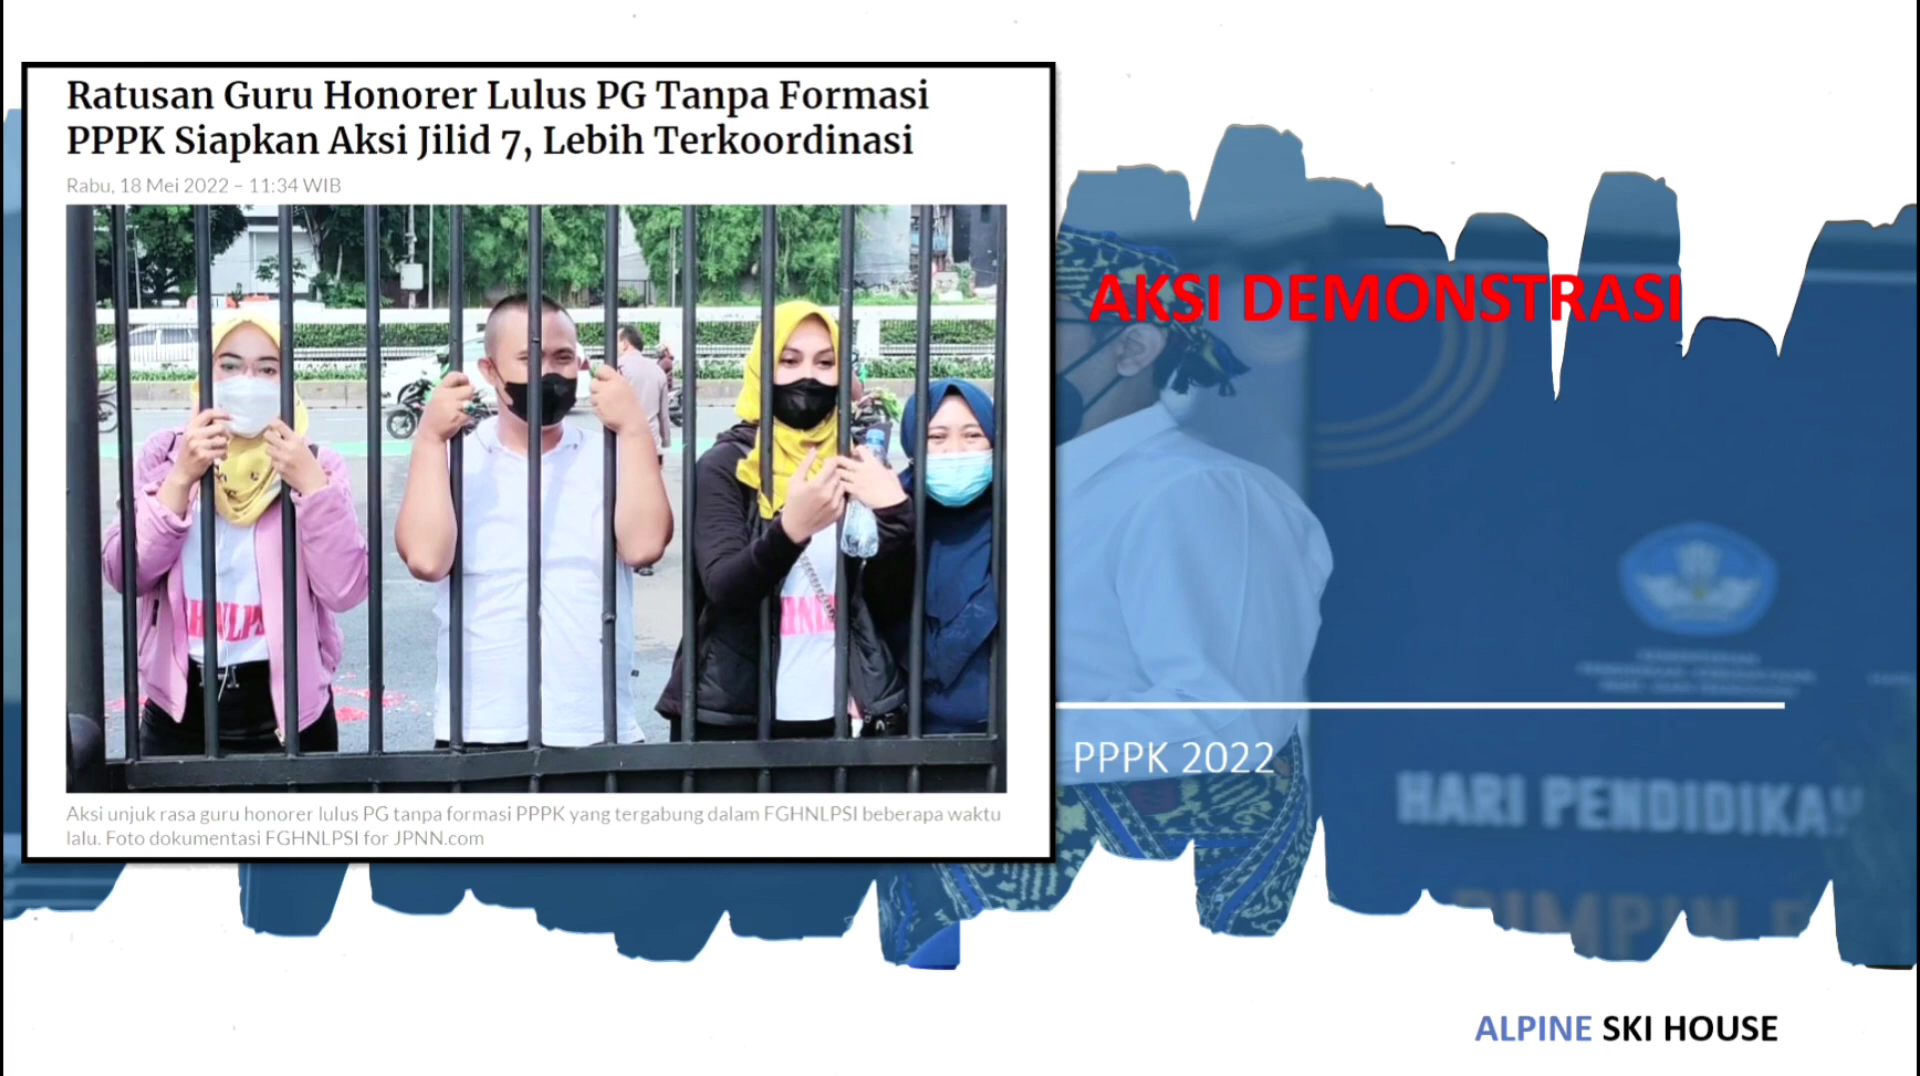 Ratusan Guru Honorer Lulus PG Tanpa Formasi
PPPK Siapkan Aksi Jilid 7, Lebih Terkoordinasi
Rabu, 18 Mei 2022 – 11:34 WIB
Aksi unjuk rasa guru honorer lulus PG tanpa formasi PPPK yang tergabung dalam FGHNLPSI beberapa waktu
lalu. Foto dokumentasi FGHNLPSI for JPNN.com
AKSI DEMONSTRASI
PPPK 2022
HARI PENDIDIKA
ALPINE SKI HOUSE